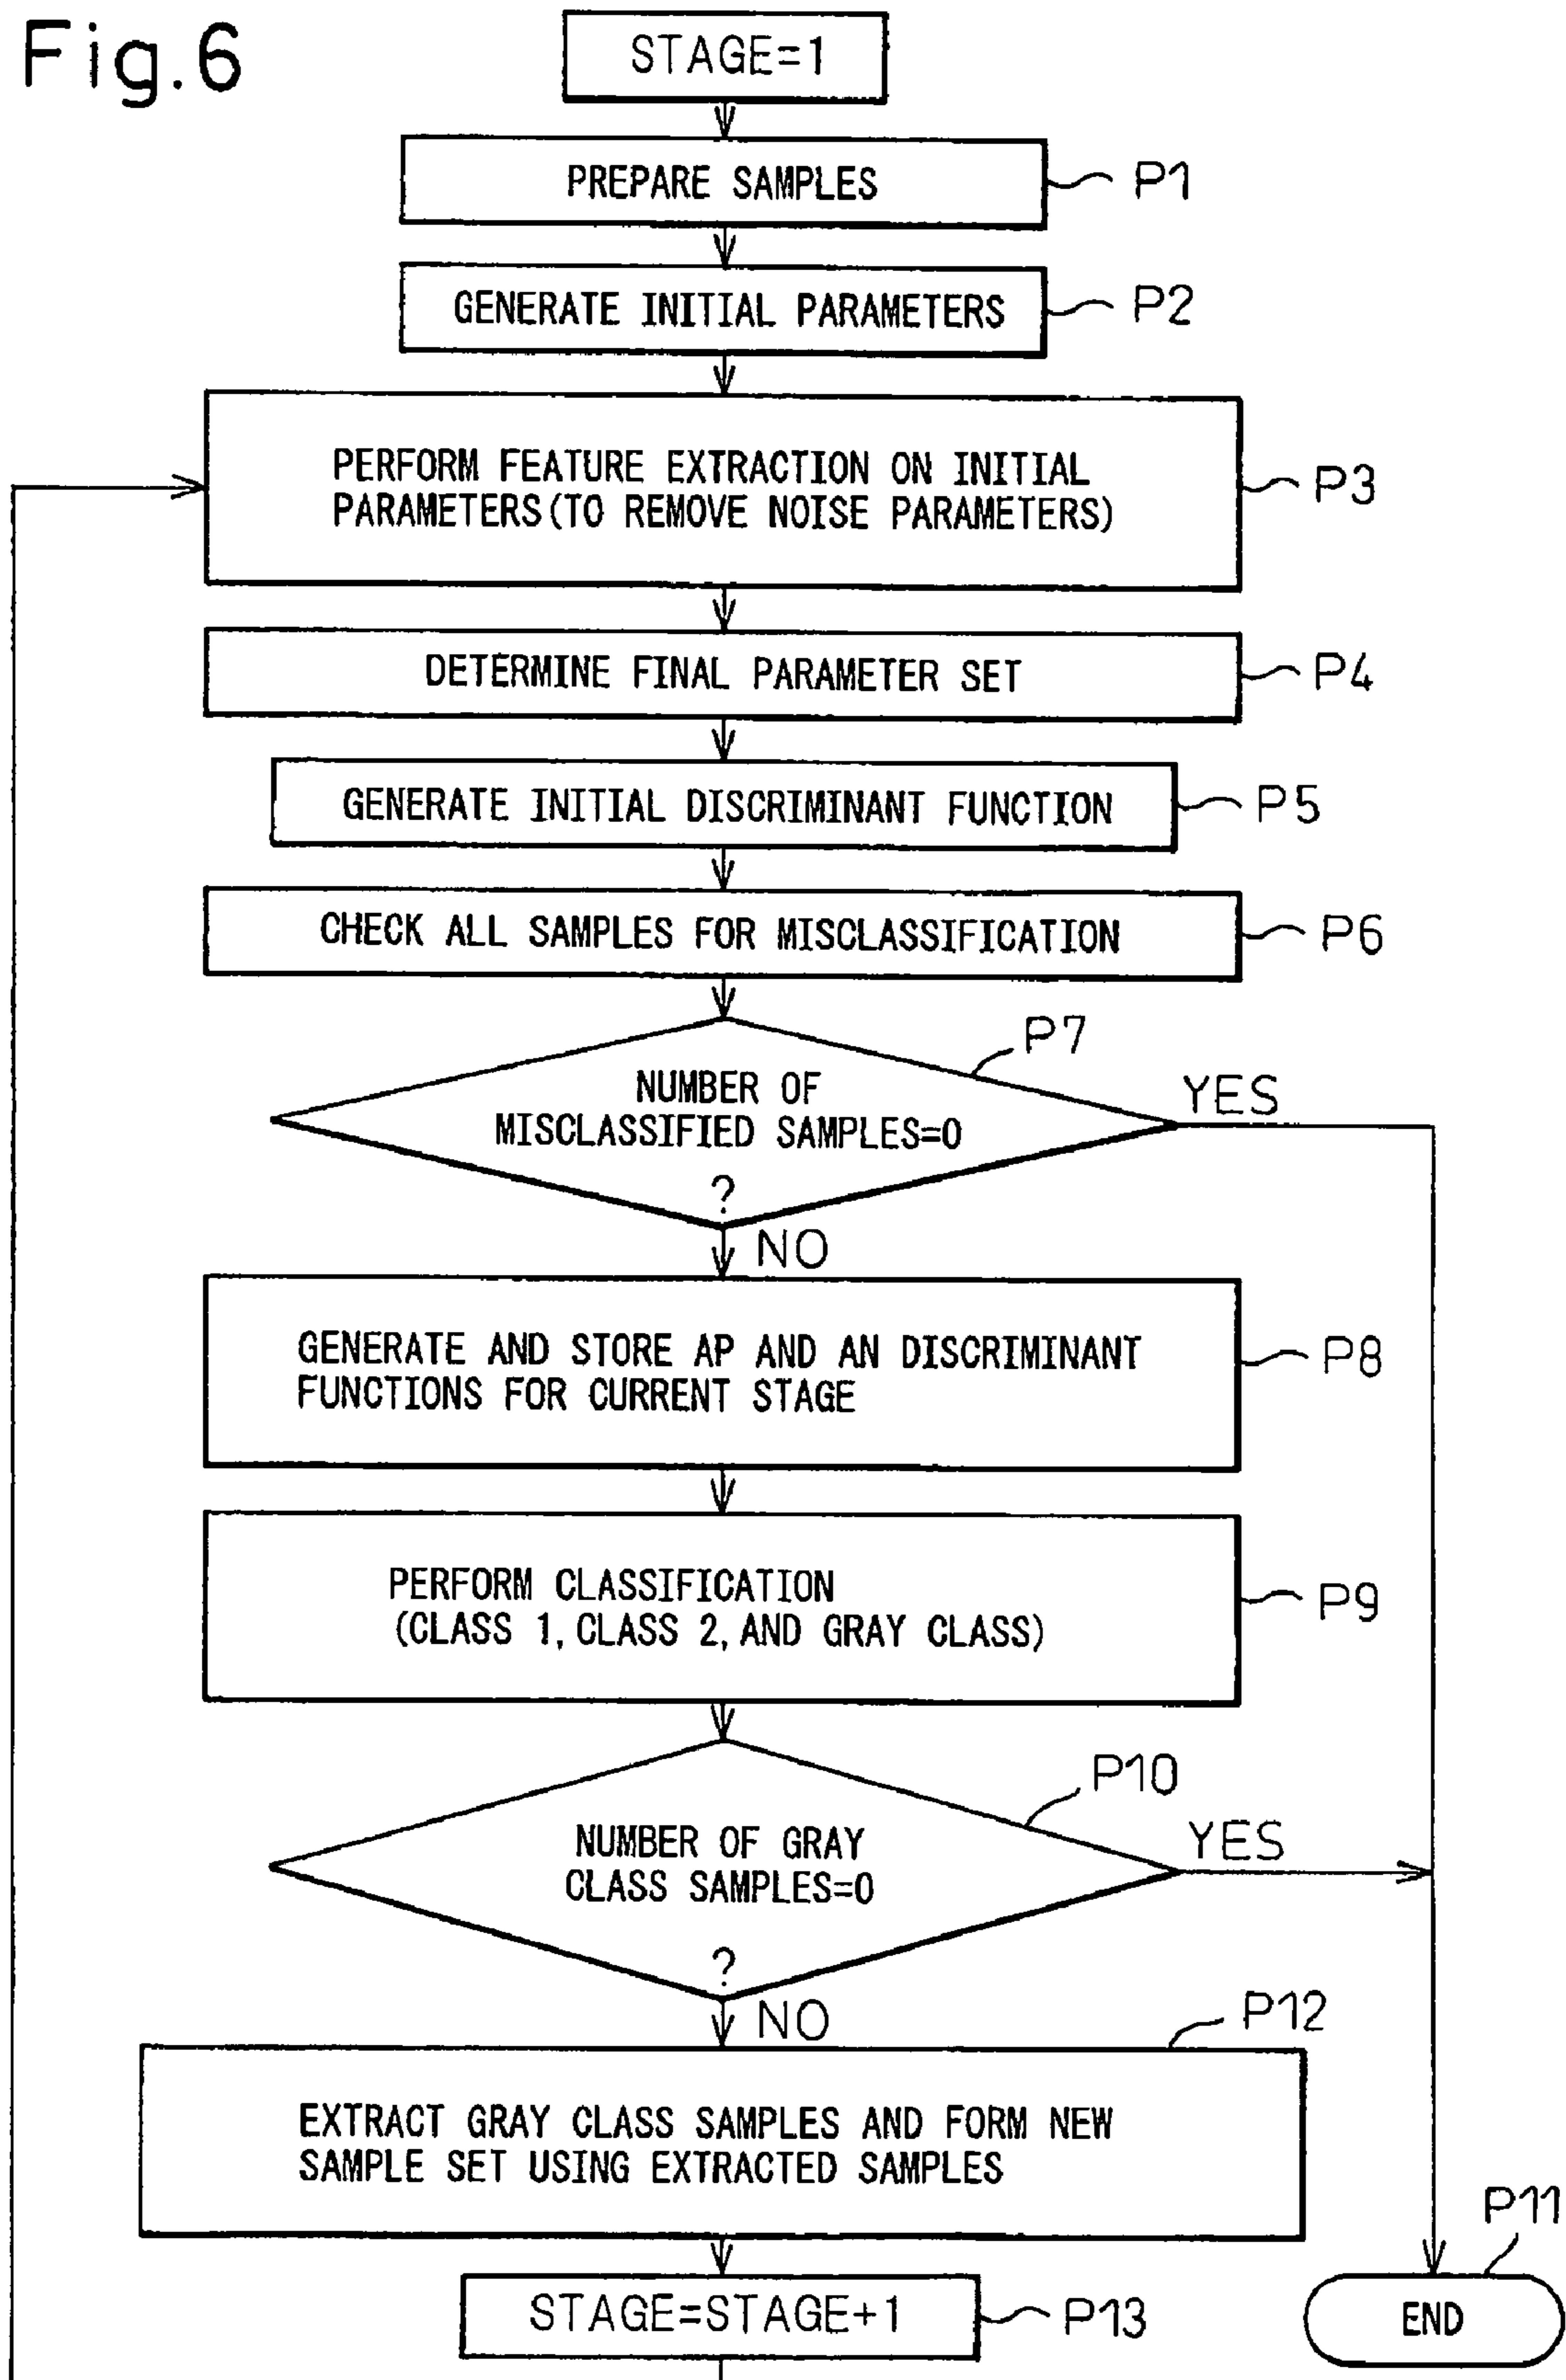 Fig.6
STAGE=1
PREPARE SAMPLES
P1
GENERATE INITIAL PARAMETERS
P2
PERFORM FEATURE EXTRACTION ON INITIAL
PARAMETERS(TO REMOVE NOISE PARAMETERS)
P3
DETERMINE FINAL PARAMETER SET
P4
GENERATE INITIAL DISCRIMINANT FUNCTION
P5
CHECK ALL SAMPLES FOR MISCLASSIFICATION
P6
P7
NUMBER OF
MISCLASSIFIED SAMPLES=0
?
YES
NO
GENERATE AND STORE AP AND AN DISCRIMINANT
FUNCTIONS FOR CURRENT STAGE
P8
PERFORM CLASSIFICATION
(CLASS 1, CLASS 2, AND GRAY CLASS)
P9
P10
NUMBER OF GRAY
CLASS SAMPLES=0
?
YES
NO
P12
EXTRACT GRAY CLASS SAMPLES AND FORM NEW
SAMPLE SET USING EXTRACTED SAMPLES
P11
STAGE=STAGE+1
P13
END